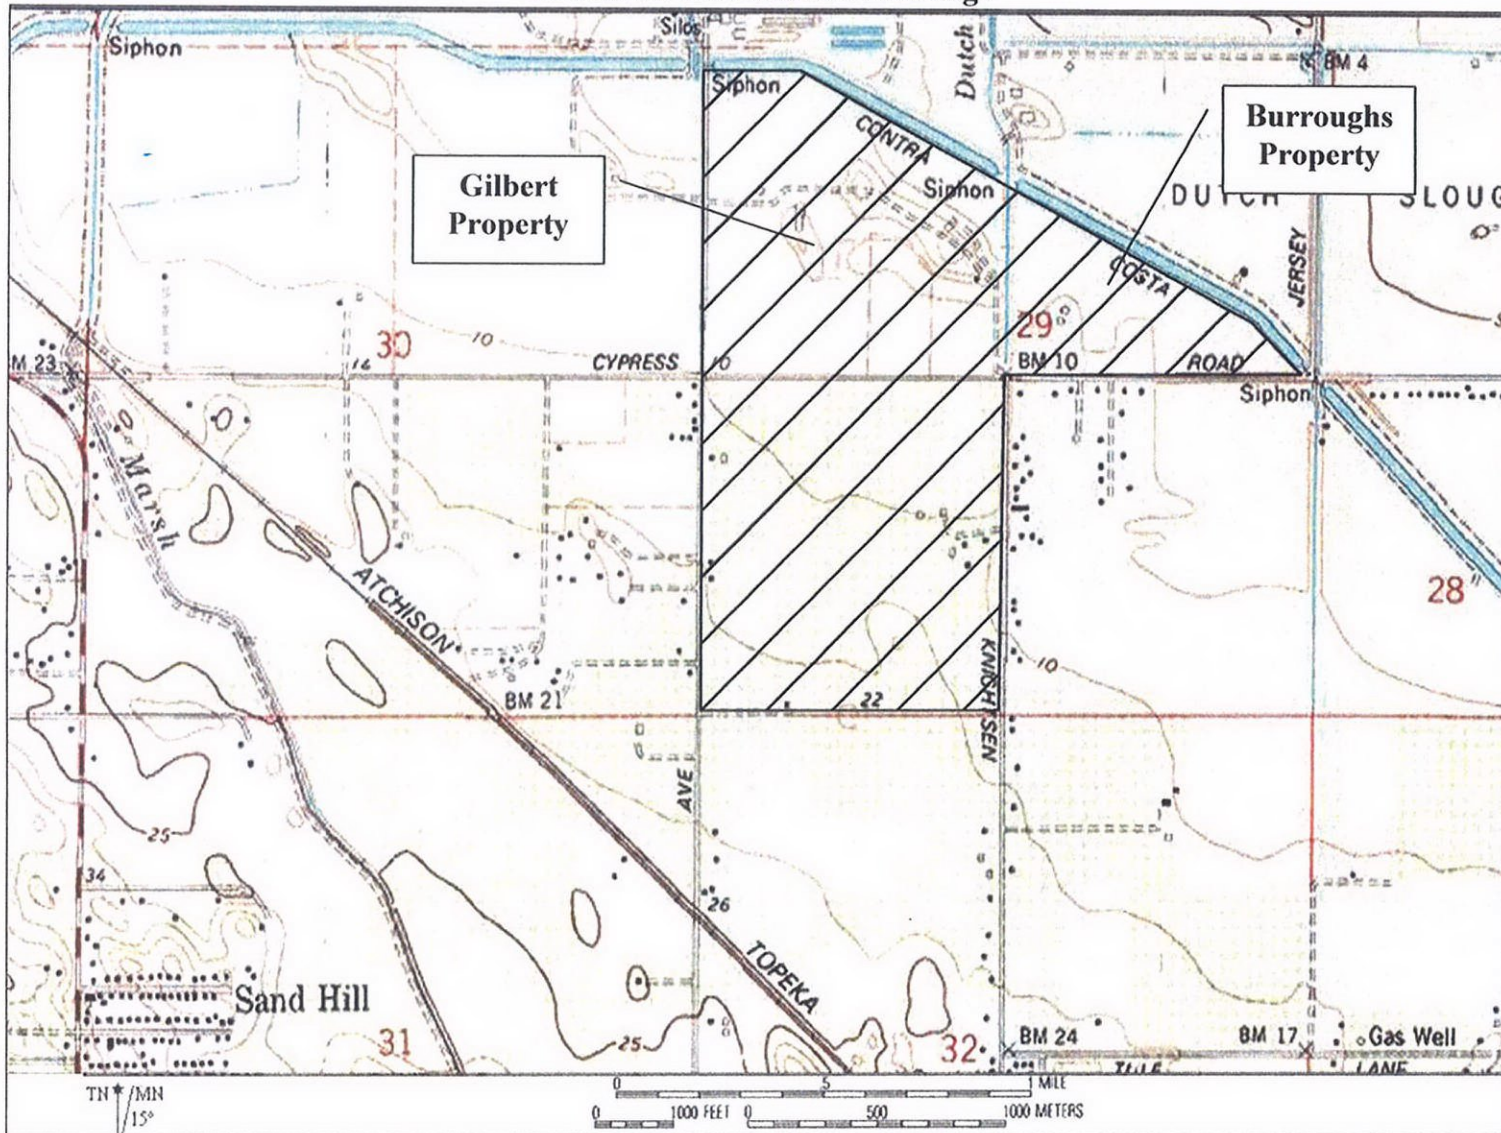 Siphon
Silos
Dutch
BM 4
Siphon
Burroughs
Property
CONTRA
Gilbert
Property
Siphon
DUTCH SLOUG
COSTA
JERSEY
30
10
29
M 23
CYPRESS
10
BM 10
ROAD
Siphon
Marsh
ATCHISON
28
KNIGHTSEN
10
BM 21
22
AVE
25
34
26
TOPEKA
Sand Hill
31
25
32
BM 24
BM 17
Gas Well
LANE
TN MN
15°
0 5 1 MILE
0 1000 FEET 0 500 1000 METERS